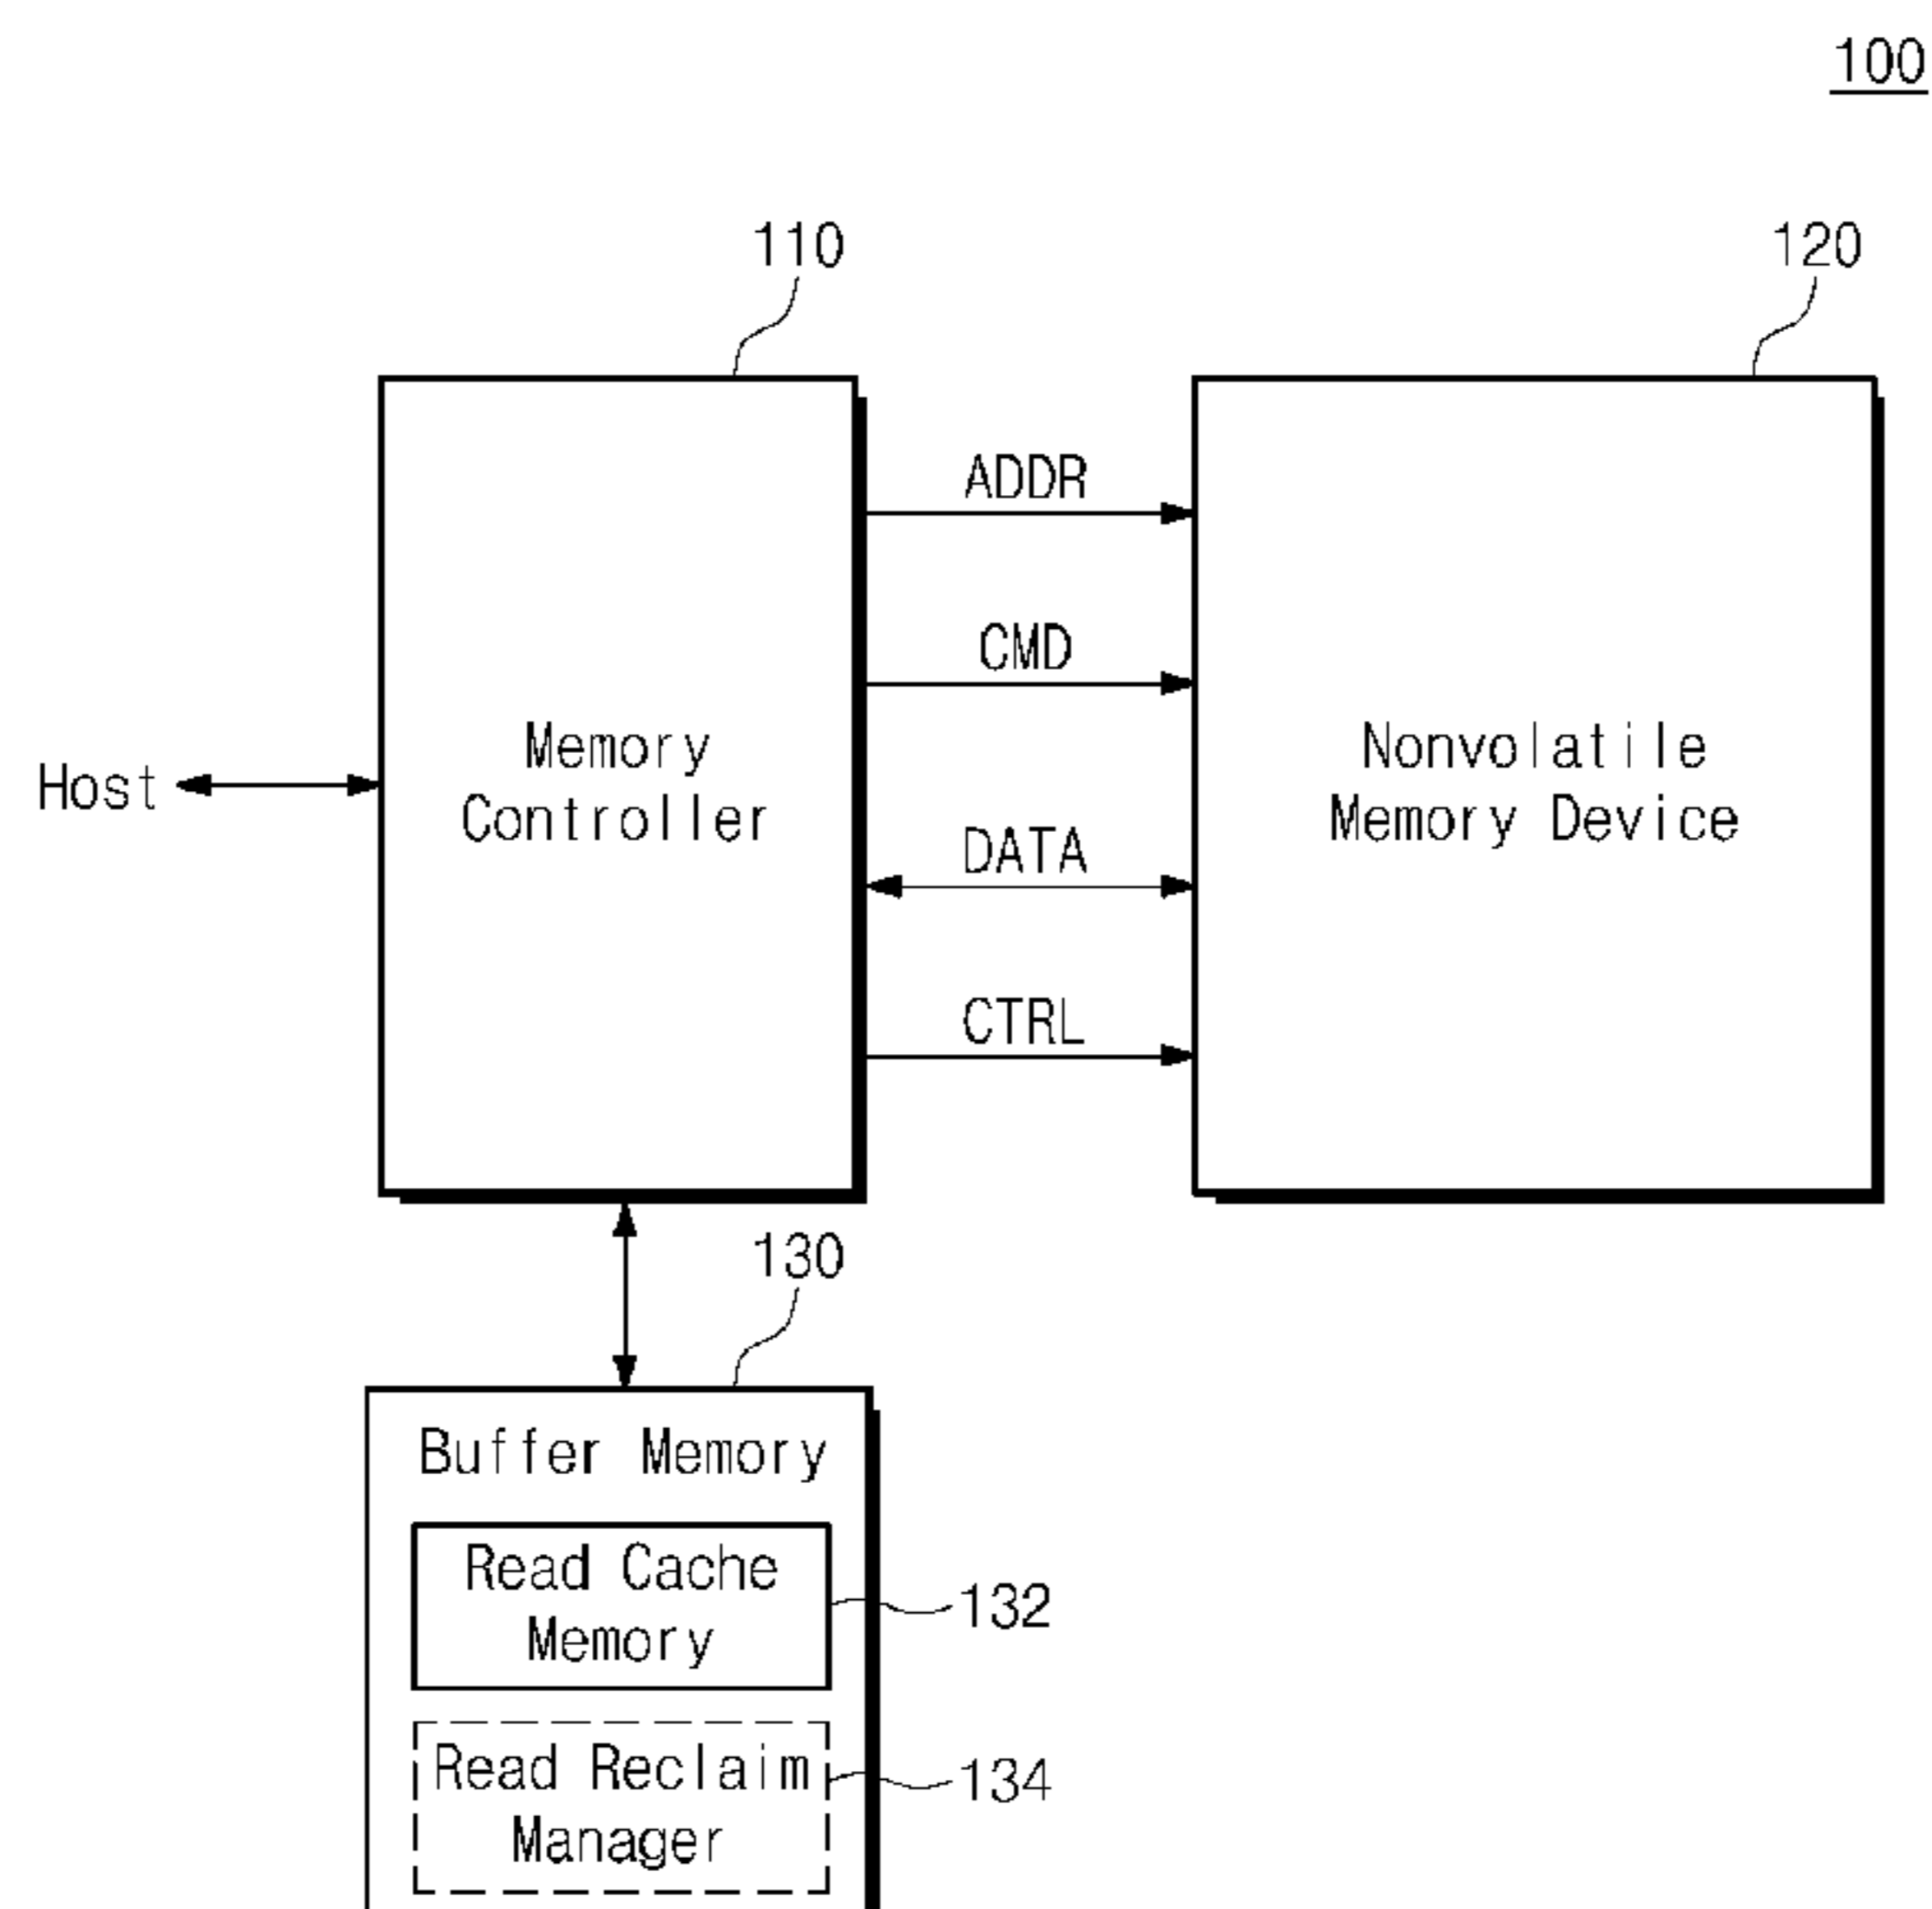 100
110
120
ADDR
CMD
Memory
Controller
Nonvolatile
Memory Device
Host
DATA
CTRL
130
Buffer Memory
Read Cache
Memory
132
Read Reclaim
Manager
134